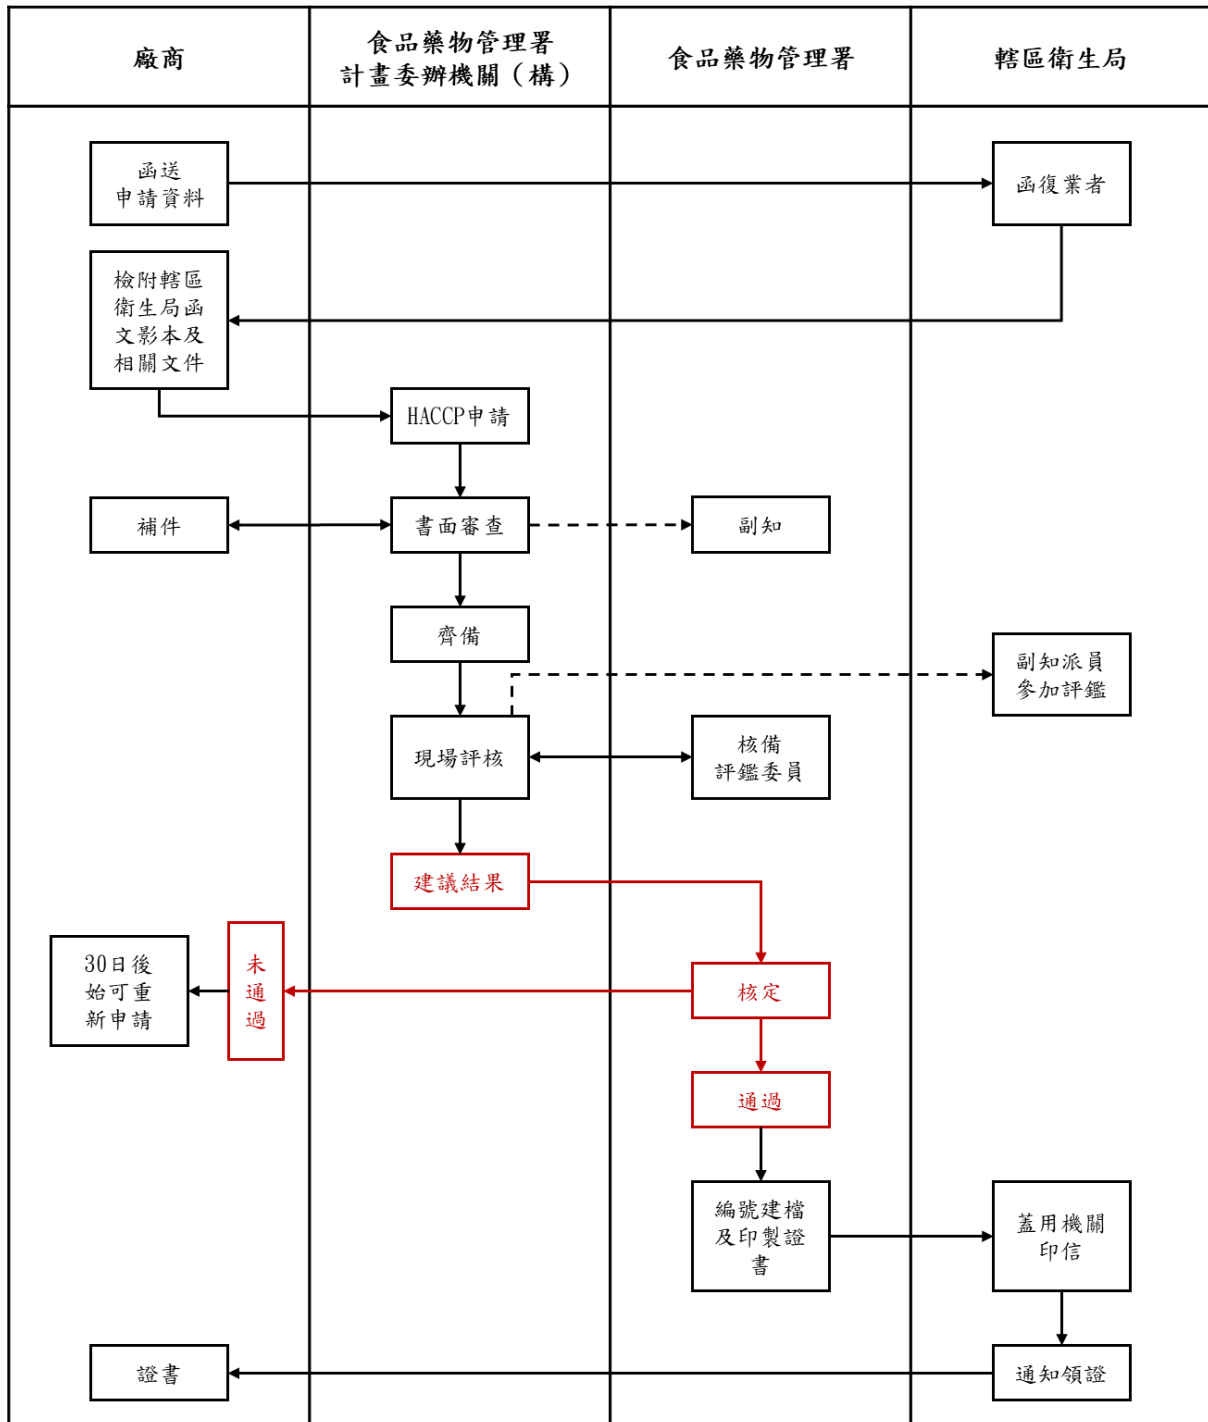 廠商
食品藥物管理署
計畫委辦機關（構）
食品藥物管理署
轄區衛生局
函送
申請資料
函復業者
檢附轄區
衛生局函
文影本及
相關文件
HACCP申請
補件
書面審查
副知
齊備
副知派員
參加評鑑
現場評核
核備
評鑑委員
建議結果
30日後
始可重
新申請
未
通
過
核定
通過
編號建檔
及印製證
書
蓋用機關
印信
證書
通知領證